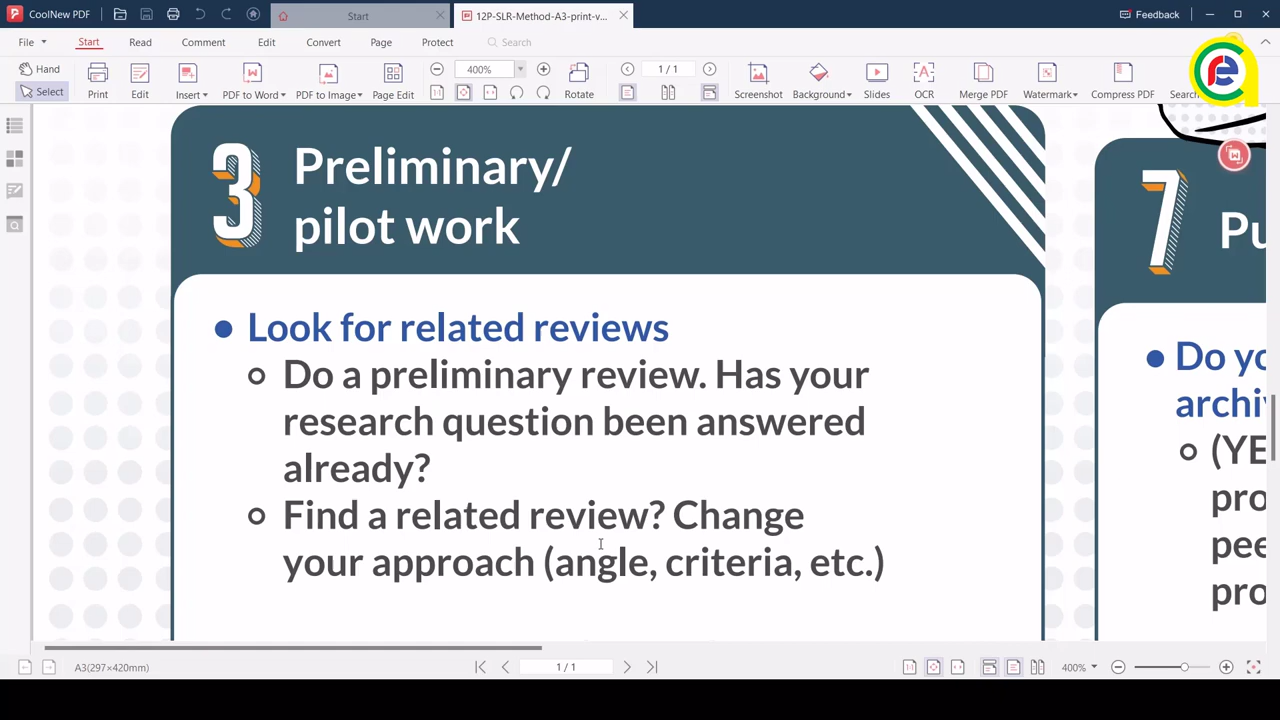 CoolNew PDF
Start
12P-SLR-Method-A3-print-v...
Feedback
File
Start
Read
Comment
Edit
Convert
Page
Protect
Search
Hand
Select
Print
Edit
Insert
PDF to Word
PDF to Image
Page Edit
400%
Rotate
1 / 1
Screenshot
Background
Slides
OCR
Merge PDF
Watermark
Compress PDF
Searc
3
Preliminary/
pilot work
Look for related reviews
Do a preliminary review. Has your
research question been answered
already?
Find a related review? Change
your approach (angle, criteria, etc.)
7
Pu
Do yo
archiv
(YE
pro
pee
pro
A3(297×420mm)
1 / 1
400%